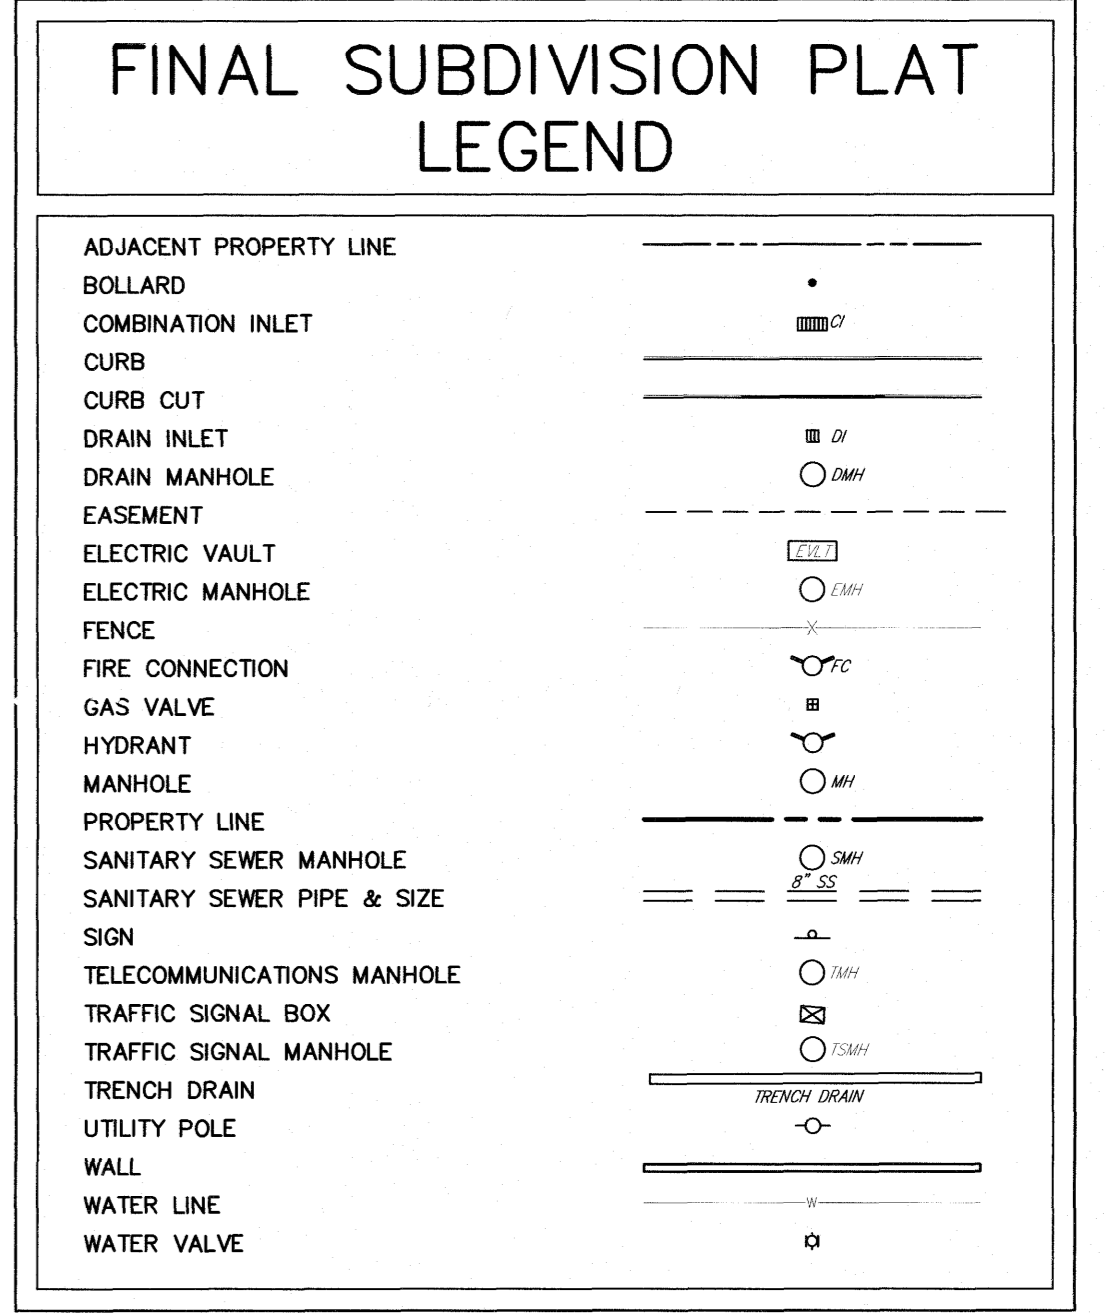 FINAL SUBDIVISION PLAT
LEGEND
ADJACENT PROPERTY LINE
BOLLARD
COMBINATION INLET CI
CURB
CURB CUT
DRAIN INLET DI
DRAIN MANHOLE DMH
EASEMENT
ELECTRIC VAULT EVLT
ELECTRIC MANHOLE EMH
FENCE X
FIRE CONNECTION FC
GAS VALVE
HYDRANT
MANHOLE MH
PROPERTY LINE
SANITARY SEWER MANHOLE SMH
SANITARY SEWER PIPE & SIZE 8" SS
SIGN
TELECOMMUNICATIONS MANHOLE TMH
TRAFFIC SIGNAL BOX
TRAFFIC SIGNAL MANHOLE TSMH
TRENCH DRAIN TRENCH DRAIN
UTILITY POLE
WALL
WATER LINE W
WATER VALVE